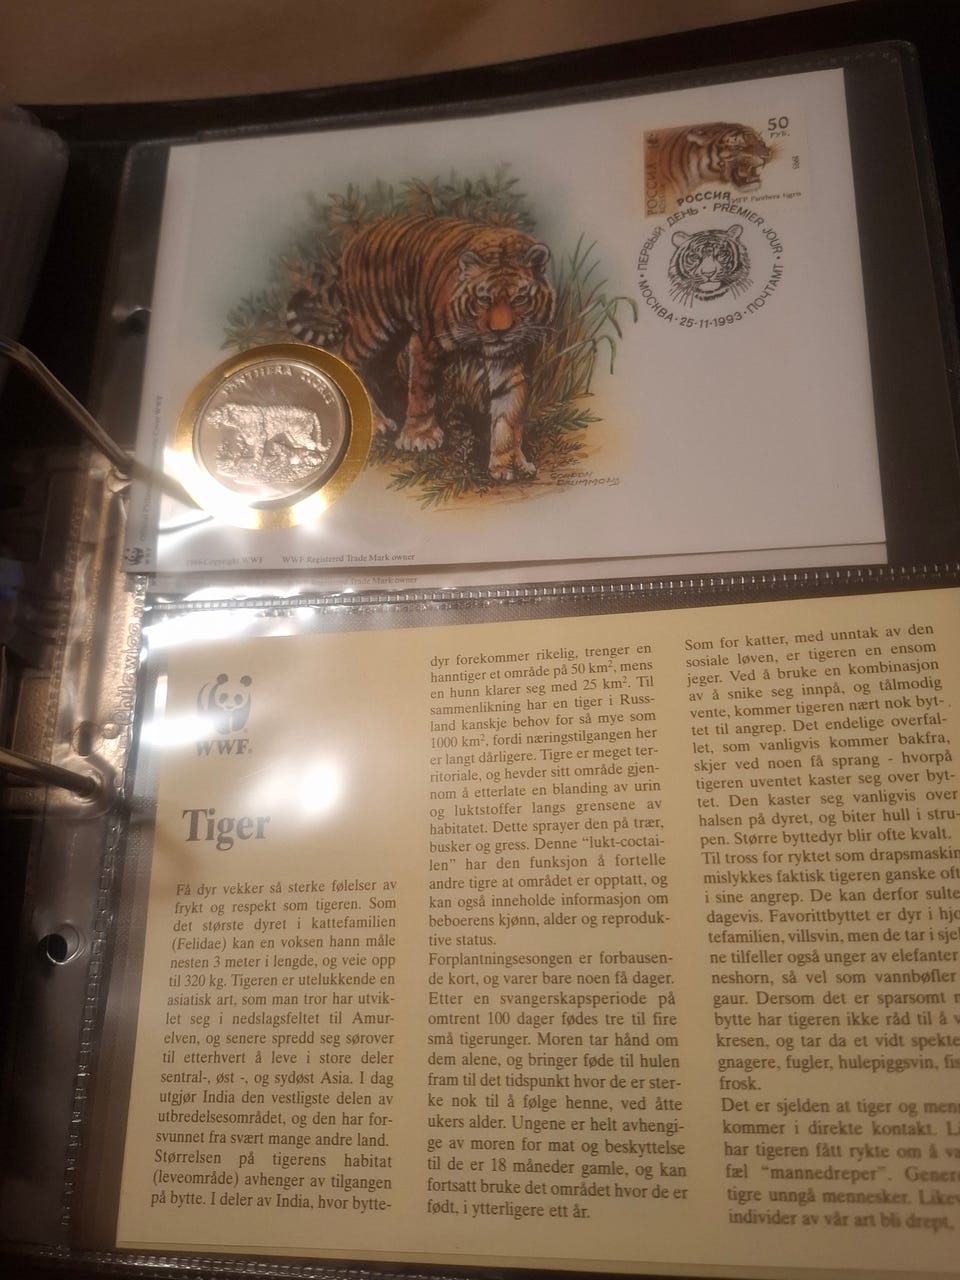 50
РУБ.
1993
РОССИЯ
Panthera tigris
РОССИЯ
ПЕРВЫЙ ДЕНЬ · PREMIER JOUR
МОСКВА · 25-11-1993 · ПОЧТАМТ
PANTHERA TIGRIS
GORDON
DRUMMOND
1986 Copyright WWF WWF Registered Trade Mark owner
WWF
Registered Trade Mark owner
WWF
Tiger
Få dyr vekker så sterke følelser av
frykt og respekt som tigeren. Som
det største dyret i kattefamilien
(Felidae) kan en voksen hann måle
nesten 3 meter i lengde, og veie opp
til 320 kg. Tigeren er utelukkende en
asiatisk art, som man tror har utvik-
let seg i nedslagsfeltet til Amur-
elven, og senere spredd seg sørover
til etterhvert å leve i store deler
sentral-, øst -, og sydøst Asia. I dag
utgjør India den vestligste delen av
utbredelsesområdet, og den har for-
svunnet fra svært mange andre land.
Størrelsen på tigerens habitat
(leveområde) avhenger av tilgangen
på bytte. I deler av India, hvor bytte-
dyr forekommer rikelig, trenger en
hanntiger et område på 50 km², mens
en hunn klarer seg med 25 km². Til
sammenlikning har en tiger i Russ-
land kanskje behov for så mye som
1000 km², fordi næringstilgangen her
er langt dårligere. Tigre er meget ter-
ritoriale, og hevder sitt område gjen-
nom å etterlate en blanding av urin
og luktstoffer langs grensene av
habitatet. Dette sprayer den på trær,
busker og gress. Denne “lukt-coctai-
len” har den funksjon å fortelle
andre tigre at området er opptatt, og
kan også inneholde informasjon om
beboerens kjønn, alder og reproduk-
tive status.
Forplantningsesongen er forbausen-
de kort, og varer bare noen få dager.
Etter en svangerskapsperiode på
omtrent 100 dager fødes tre til fire
små tigerunger. Moren tar hånd om
dem alene, og bringer føde til hulen
fram til det tidspunkt hvor de er ster-
ke nok til å følge henne, ved åtte
ukers alder. Ungene er helt avhengi-
ge av moren for mat og beskyttelse
til de er 18 måneder gamle, og kan
fortsatt bruke det området hvor de er
født, i ytterligere ett år.
Som for katter, med unntak av den
sosiale løven, er tigeren en ensom
jeger. Ved å bruke en kombinasjon
av å snike seg innpå, og tålmodig
vente, kommer tigeren nært nok byt-
tet til angrep. Det endelige overfal-
let, som vanligvis kommer bakfra,
skjer ved noen få sprang - hvorpå
tigeren uventet kaster seg over byt-
tet. Den kaster seg vanligvis over
halsen på dyret, og biter hull i stru-
pen. Større byttedyr blir ofte kvalt.
Til tross for ryktet som drapsmaskin
mislykkes faktisk tigeren ganske oft
i sine angrep. De kan derfor sulte
dagevis. Favorittbyttet er dyr i hjo
tefamilien, villsvin, men de tar i sjel
ne tilfeller også unger av elefanter
neshorn, så vel som vannbøfler
gaur. Dersom det er sparsomt
bytte har tigeren ikke råd til å v
kresen, og tar da et vidt spekte
gnagere, fugler, hulepiggsvin, fis
frosk.
Det er sjelden at tiger og men
kommer i direkte kontakt. L
har tigeren fått rykte om å va
fæl “mannedreper”. Gener
tigre unngå mennesker. Likev
individer av vår art bli drept,